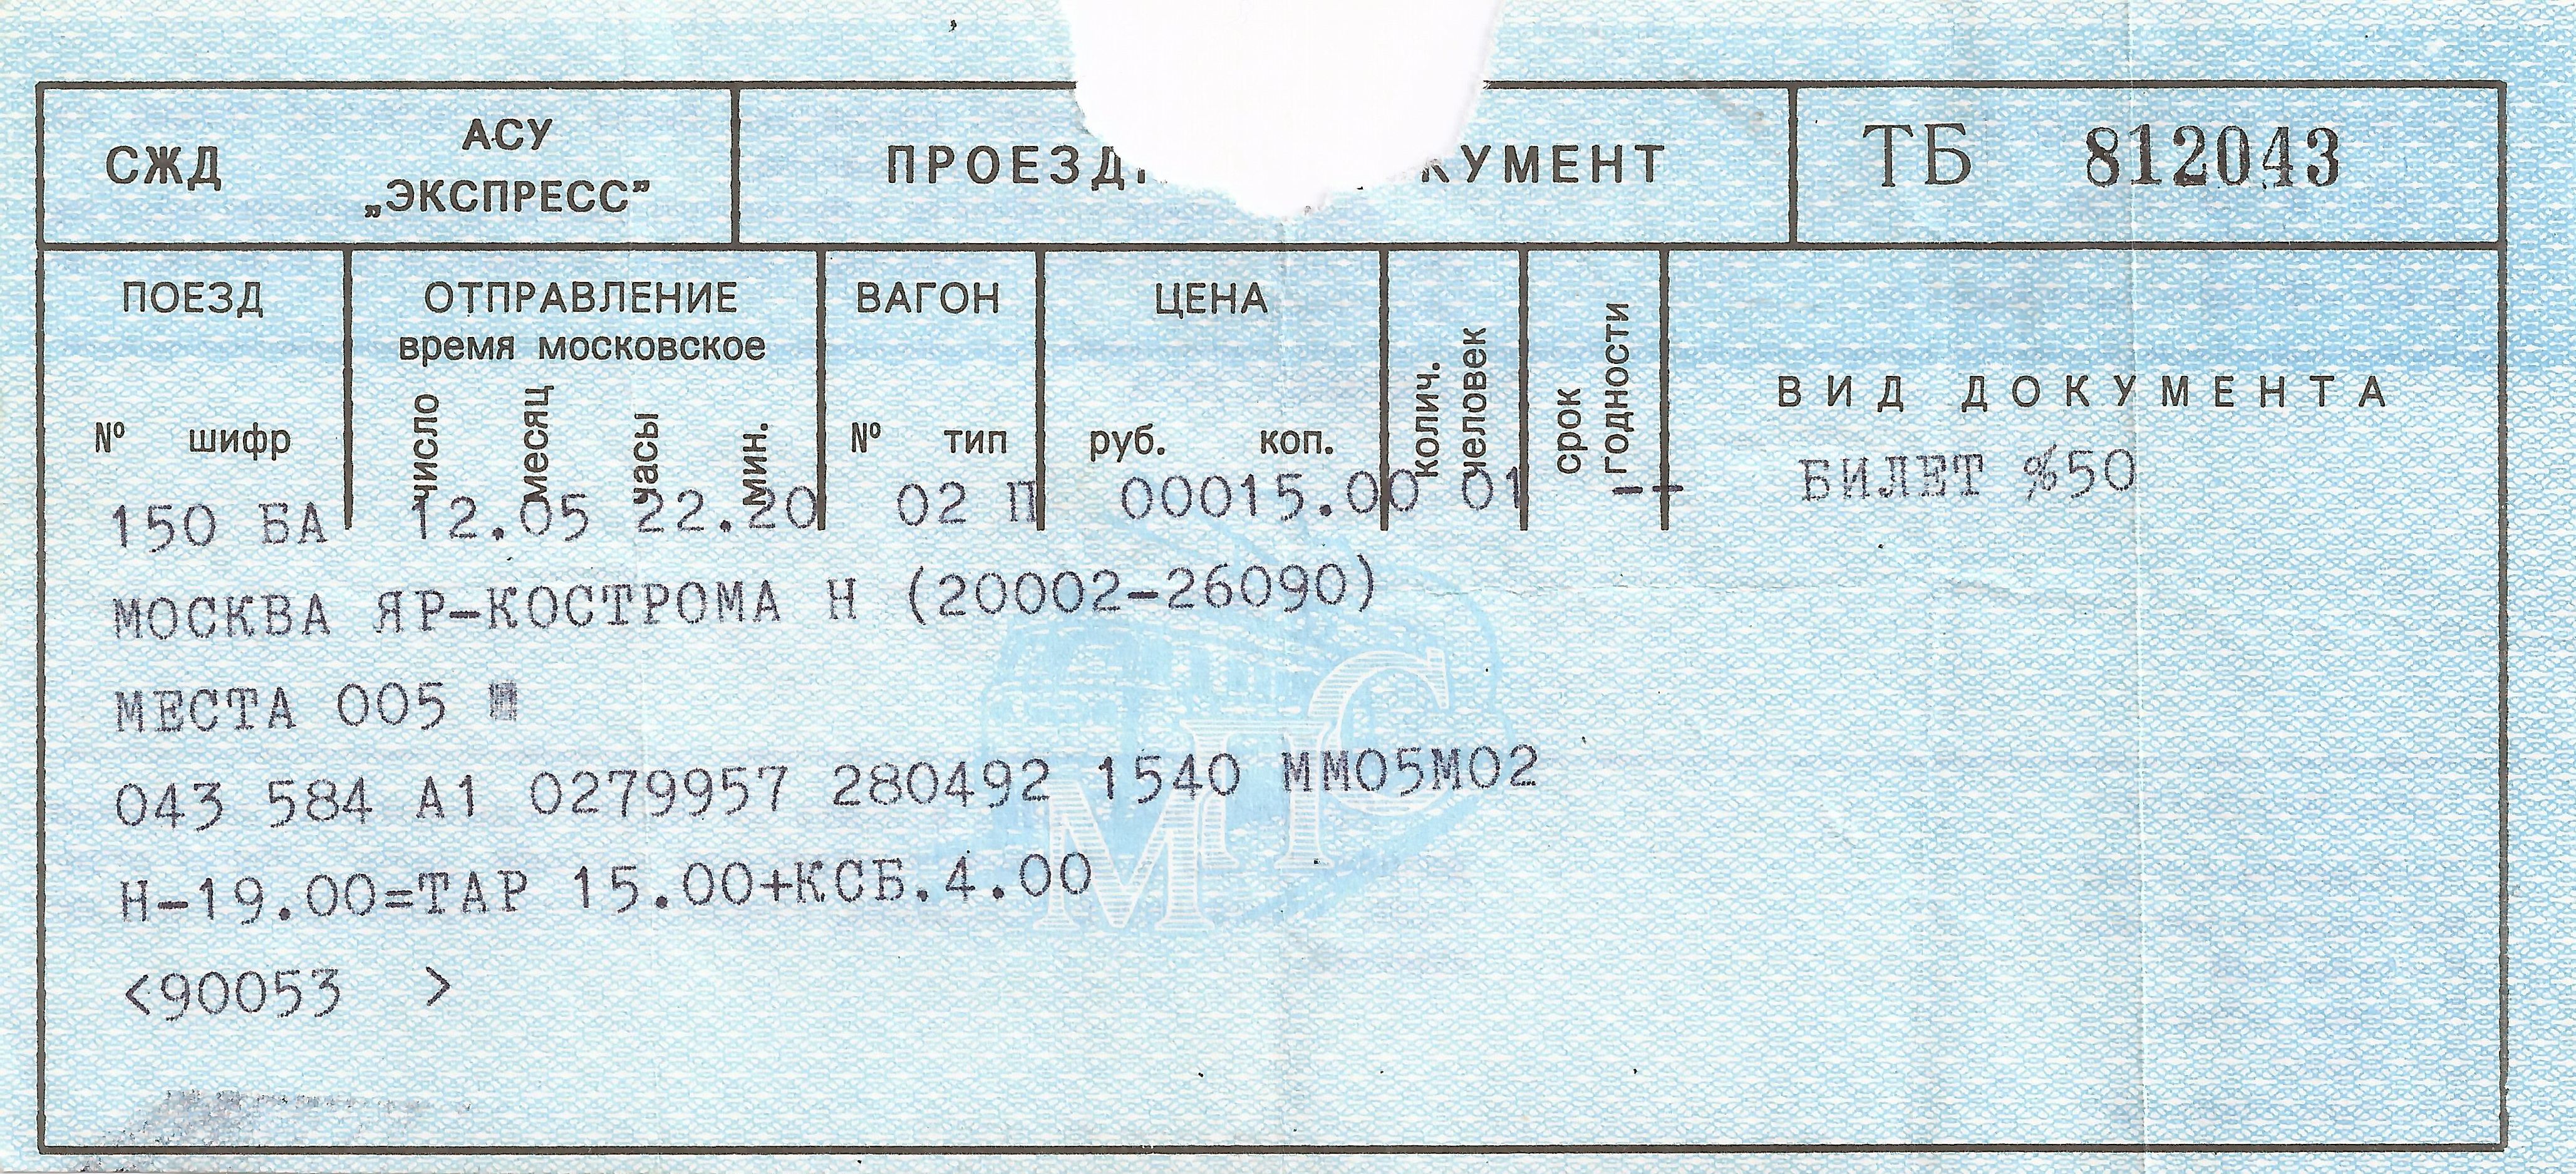 СЖД АСУ „ЭКСПРЕСС” ТБ 812043
ПОЕЗД ОТПРАВЛЕНИЕ ВАГОН ЦЕНА колич. человек срок годности ВИД ДОКУМЕНТА
время московское
№ шифр число месяц часы мин. № тип руб. коп.
150 БА 12.05 22.20 02 П 00015.00 01 -- БИЛЕТ %50
МОСКВА ЯР-КОСТРОМА Н (20002-26090)
МЕСТА 005
043 584 А1 0279957 280492 1540 ММ05М02
Н-19.00=ТАР 15.00+КСБ.4.00
<90053 >
МПС